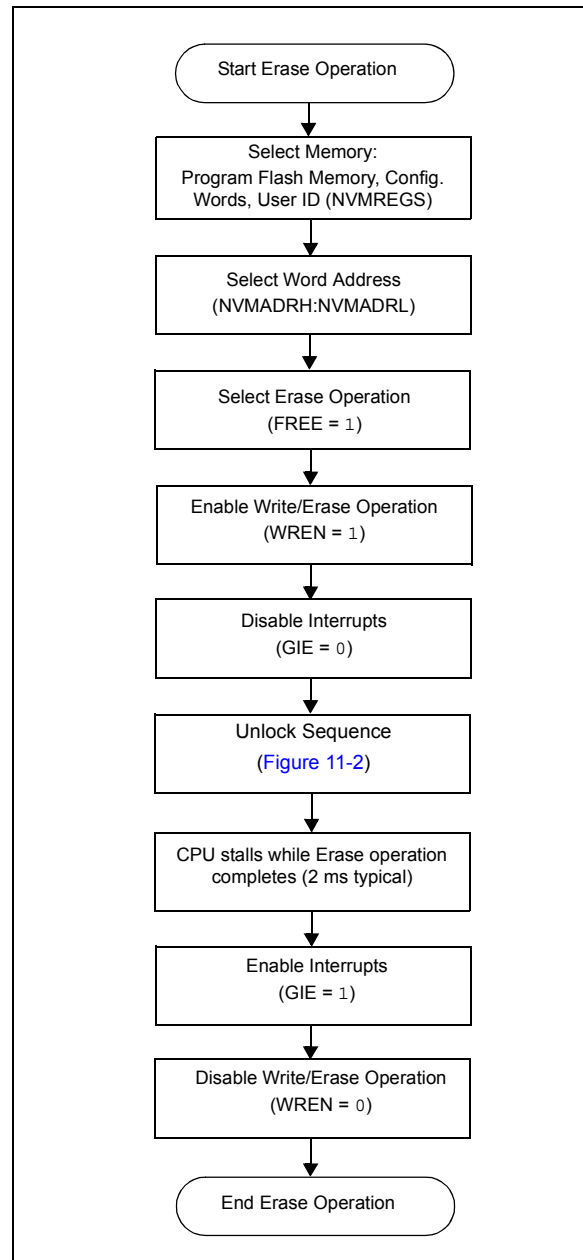 Start Erase Operation
Select Memory:
Program Flash Memory, Config.
Words, User ID (NVMREGS)
Select Word Address
(NVMADRH:NVMADRL)
Select Erase Operation
(FREE = 1)
Enable Write/Erase Operation
(WREN = 1)
Disable Interrupts
(GIE = 0)
Unlock Sequence
(Figure 11-2)
CPU stalls while Erase operation
completes (2 ms typical)
Enable Interrupts
(GIE = 1)
Disable Write/Erase Operation
(WREN = 0)
End Erase Operation